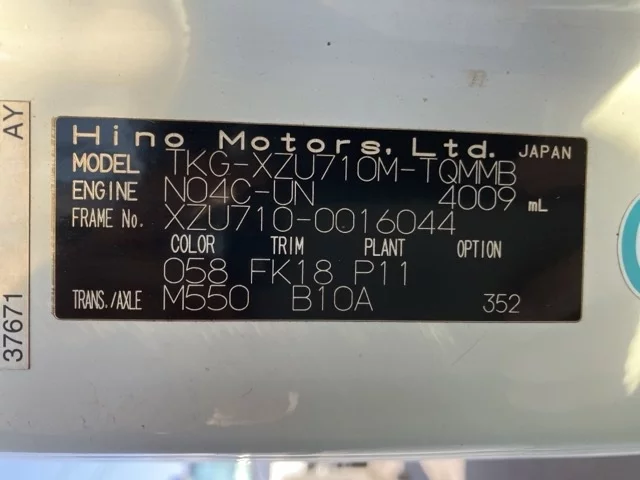 Hino Motors, Ltd. JAPAN
MODEL TKG-XZU710M-TQMMB
ENGINE N04C-UN 4009 mL
FRAME No. XZU710-0016044
COLOR TRIM PLANT OPTION
058 FK18 P11
TRANS./AXLE M550 B10A 352
37671 AY